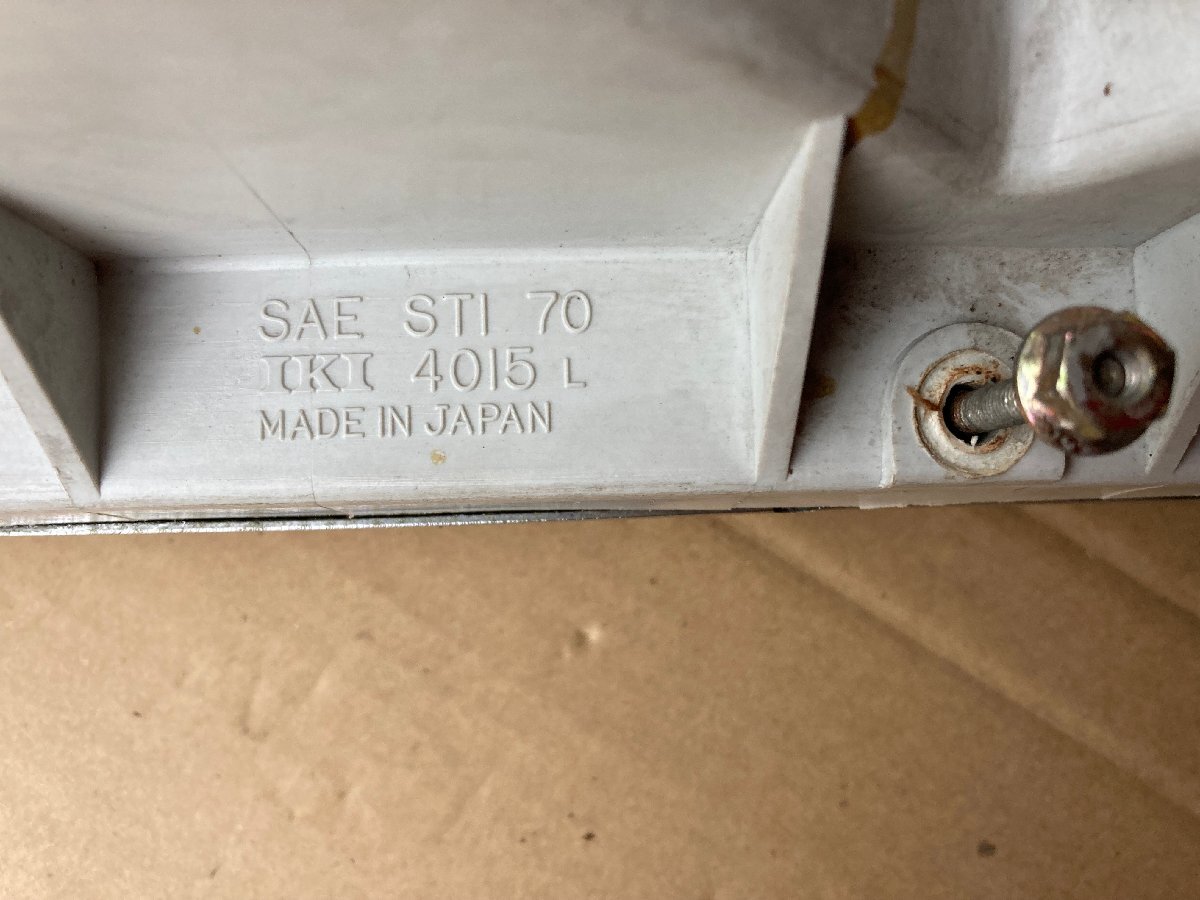 SAE STI 70
IKI 4015 L
MADE IN JAPAN